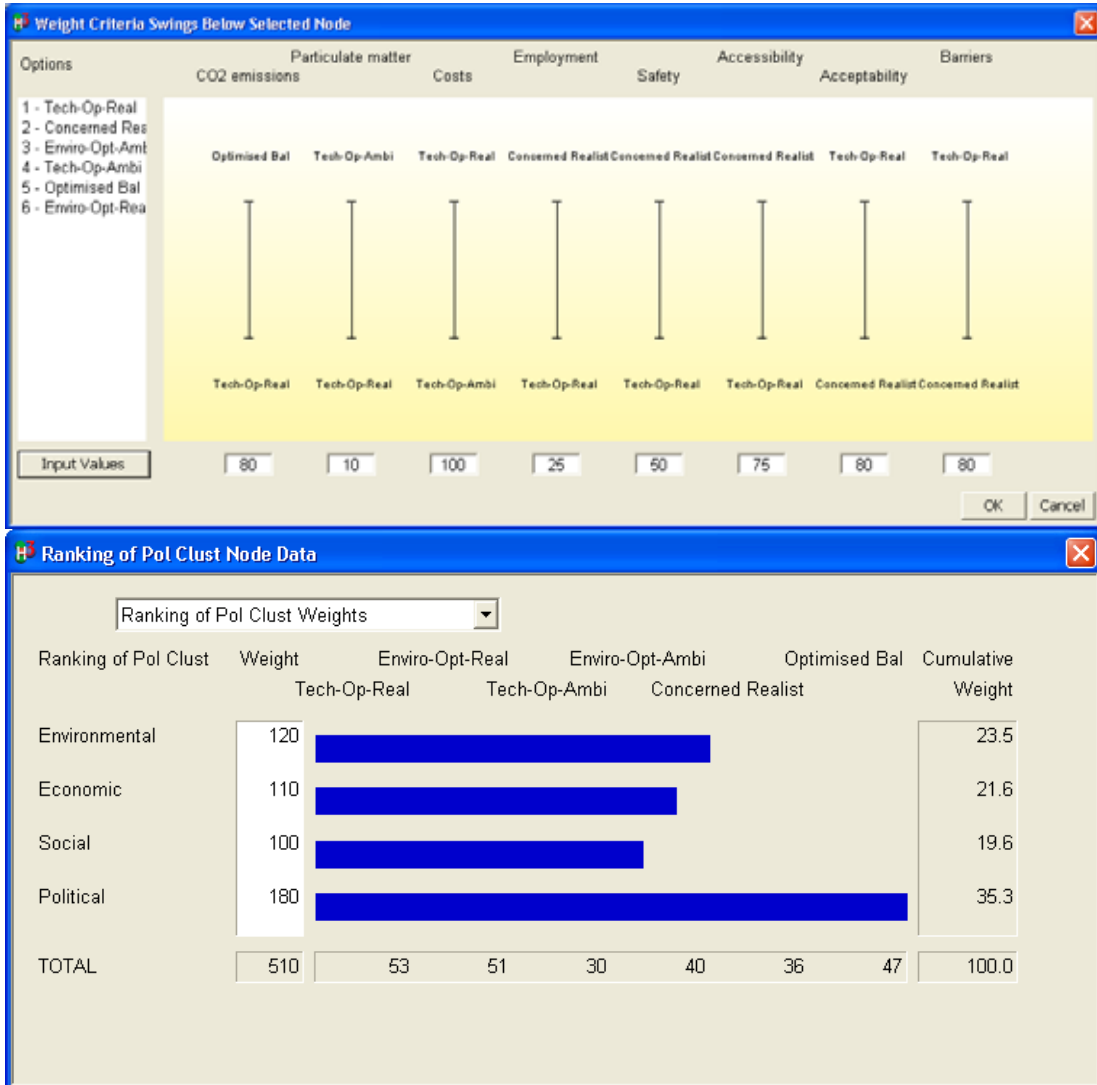 Weight Criteria Swings Below Selected Node
Options
Particulate matter Employment Accessibility Barriers
CO2 emissions Costs Safety Acceptability
1 - Tech-Op-Real
2 - Concerned Res
3 - Enviro-Opt-Amt
4 - Tech-Op-Ambi
5 - Optimised Bal
6 - Enviro-Opt-Rea
Optimised Bal Tech-Op-Ambi Tech-Op-Real Concerned Realist Concerned Realist Concerned Realist Tech-Op-Real Tech-Op-Real
Tech-Op-Real Tech-Op-Real Tech-Op-Ambi Tech-Op-Real Tech-Op-Real Tech-Op-Real Concerned Realist Concerned Realist
Input Values 80 10 100 25 50 75 80 80
OK Cancel
Ranking of Pol Clust Node Data
Ranking of Pol Clust Weights
Ranking of Pol Clust Weight Enviro-Opt-Real Enviro-Opt-Ambi Optimised Bal Cumulative
Tech-Op-Real Tech-Op-Ambi Concerned Realist Weight
Environmental 120 23.5
Economic 110 21.6
Social 100 19.6
Political 180 35.3
TOTAL 510 53 51 30 40 36 47 100.0